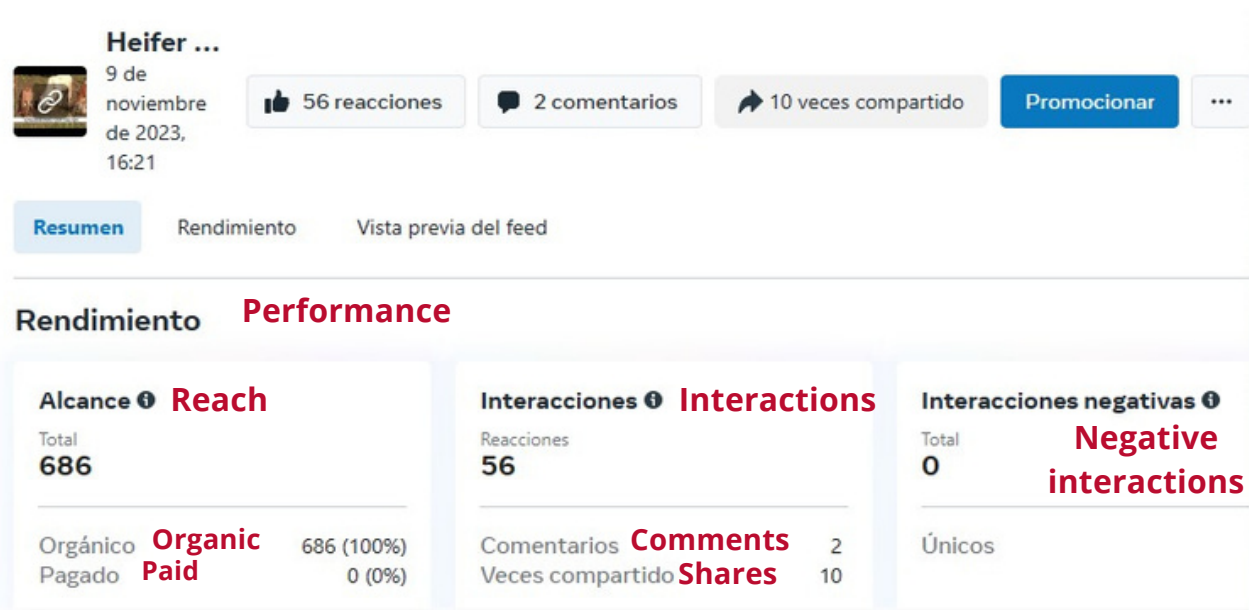 Heifer ...
9 de
noviembre
de 2023,
16:21
56 reacciones
2 comentarios
10 veces compartido
Promocionar
...
Resumen
Rendimiento
Vista previa del feed
Rendimiento Performance
Alcance Reach
Total
686
Orgánico Organic 686 (100%)
Pagado Paid 0 (0%)
Interacciones Interactions
Reacciones
56
Comentarios Comments 2
Veces compartido Shares 10
Interacciones negativas
Total
0
Negative
interactions
Únicos